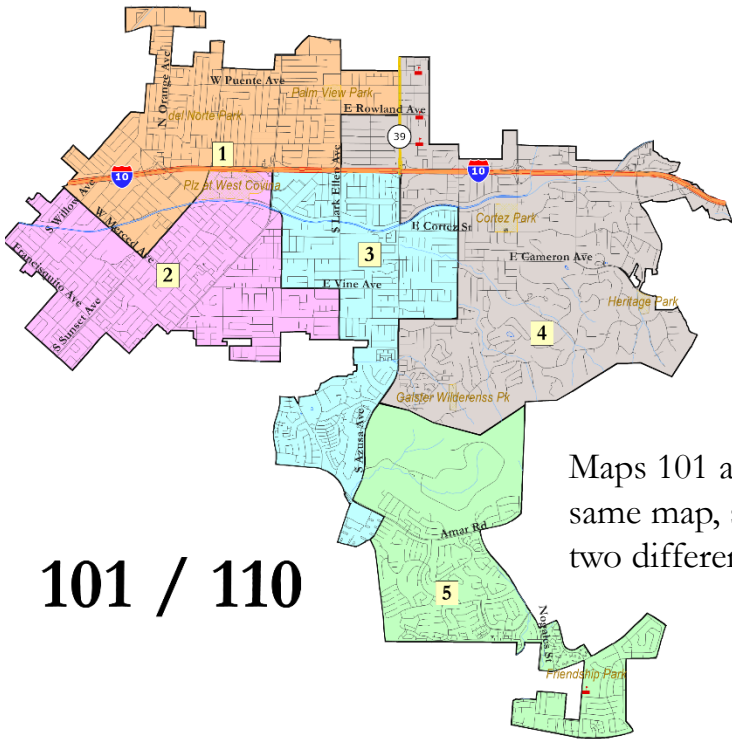 N Orange Ave
W Puente Ave
Palm View Park
E Rowland Ave
del Norte Park
39
1
10
10
Plz at West Covina
S Lark Ellen Ave
S Willow Ave
W Merced Ave
Cortez Park
E Cortez St
Francisquito Ave
2
3
E Cameron Ave
E Vine Ave
Heritage Park
S Sunset Ave
4
Galster Wilderenss Pk
S Azusa Ave
Maps 101 a
same map,
two differe
Amar Rd
101 / 110
5
Nogales St
Friendship Park